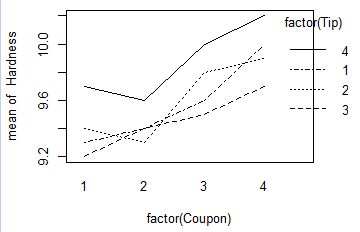 factor(Tip)
4
1
2
3
mean of Hardness
10.0
9.6
9.2
1 2 3 4
factor(Coupon)